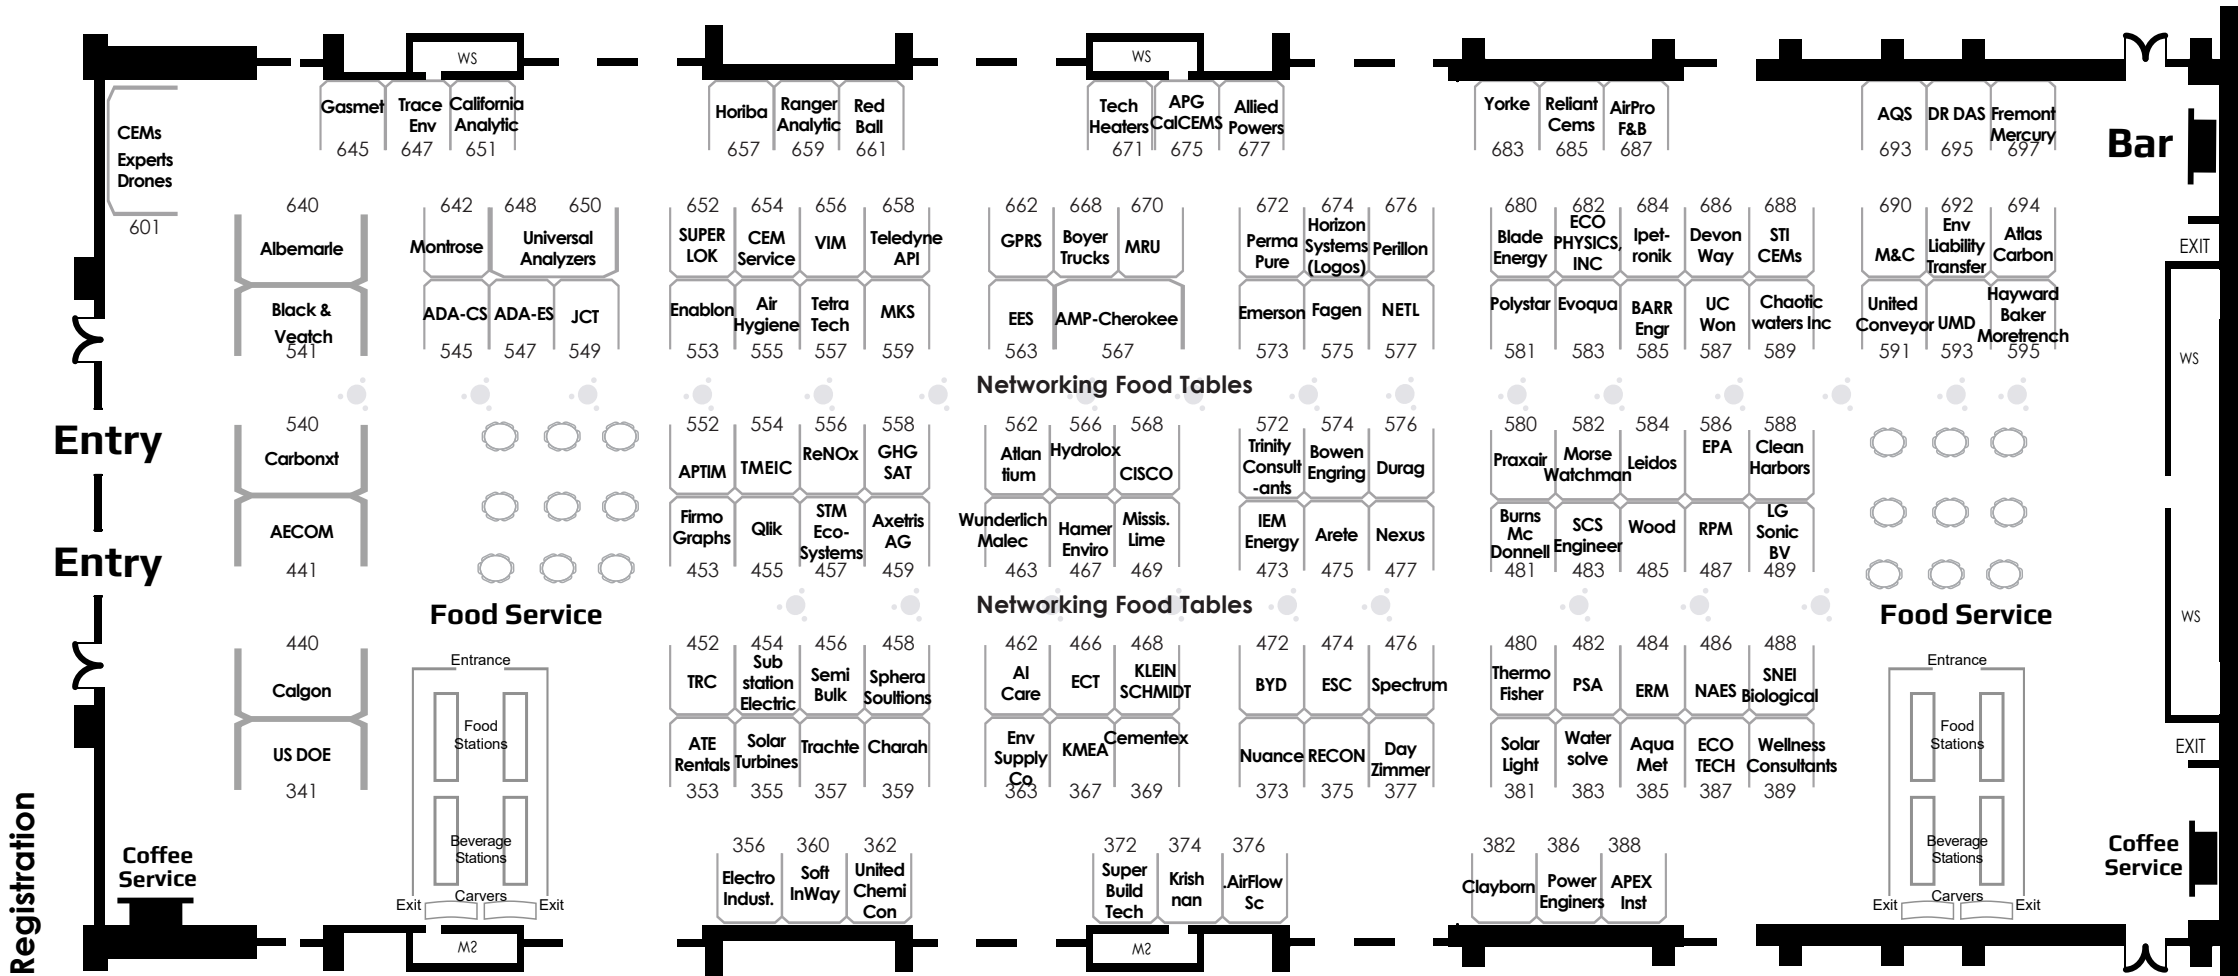 WS
WS
Gasmet
645
Trace
Env
647
California
Analytic
651
Horiba
657
Ranger
Analytic
659
Red
Ball
661
Tech
Heaters
671
APG
CalCEMS
675
Allied
Powers
677
Yorke
683
Reliant
Cems
685
AirPro
F&B
687
AQS
693
DR DAS
695
Fremont
Mercury
697
Bar
CEMs
Experts
Drones
601
640
Albemarle
642
Montrose
648
650
Universal
Analyzers
652
SUPER
LOK
654
CEM
Service
656
VIM
658
Teledyne
API
662
GPRS
668
Boyer
Trucks
670
MRU
672
Perma
Pure
674
Horizon
Systems
(Logos)
676
Perillon
680
Blade
Energy
682
ECO
PHYSICS,
INC
684
Ipet-
ronik
686
Devon
Way
688
STI
CEMs
690
M&C
692
Env
Liability
Transfer
694
Atlas
Carbon
EXIT
Black &
Veatch
541
ADA-CS
545
ADA-ES
547
JCT
549
Enablon
553
Air
Hygiene
555
Tetra
Tech
557
MKS
559
EES
563
AMP-Cherokee
567
Emerson
573
Fagen
575
NETL
577
Polystar
581
Evoqua
583
BARR
Engr
585
UC
Won
587
Chaotic
waters Inc
589
United
Conveyor
591
UMD
593
Hayward
Baker
Moretrench
595
WS
Networking Food Tables
Entry
540
Carbonxt
552
APTIM
554
TMEIC
556
ReNOx
558
GHG
SAT
562
Atlan
tium
566
Hydrolox
568
CISCO
572
Trinity
Consult
-ants
574
Bowen
Engring
576
Durag
580
Praxair
582
Morse
Watchman
584
Leidos
586
EPA
588
Clean
Harbors
Entry
AECOM
441
Firmo
Graphs
453
Qlik
455
STM
Eco-
Systems
457
Axetris
AG
459
Wunderlich
Malec
463
Hamer
Enviro
467
Missis.
Lime
469
IEM
Energy
473
Arete
475
Nexus
477
Burns
Mc
Donnell
481
SCS
Engineer
483
Wood
485
RPM
487
LG
Sonic
BV
489
Food Service
Networking Food Tables
Food Service
WS
440
Calgon
452
TRC
454
Sub
station
Electric
456
Semi
Bulk
458
Sphera
Soultions
462
AI
Care
466
ECT
468
KLEIN
SCHMIDT
472
BYD
474
ESC
476
Spectrum
480
Thermo
Fisher
482
PSA
484
ERM
486
NAES
488
SNEI
Biological
US DOE
341
ATE
Rentals
353
Solar
Turbines
355
Trachte
357
Charah
359
Env
Supply
Co
363
KMEA
367
Cementex
369
Nuance
373
RECON
375
Day
Zimmer
377
Solar
Light
381
Water
solve
383
Aqua
Met
385
ECO
TECH
387
Wellness
Consultants
389
EXIT
Entrance
Food
Stations
Beverage
Stations
Carvers
Exit
Exit
Entrance
Food
Stations
Beverage
Stations
Carvers
Exit
Exit
Registration
Coffee
Service
356
Electro
Indust.
360
Soft
InWay
362
United
Chemi
Con
372
Super
Build
Tech
374
Krish
nan
376
.AirFlow
Sc
382
Clayborn
386
Power
Enginers
388
APEX
Inst
Coffee
Service
WS
WS